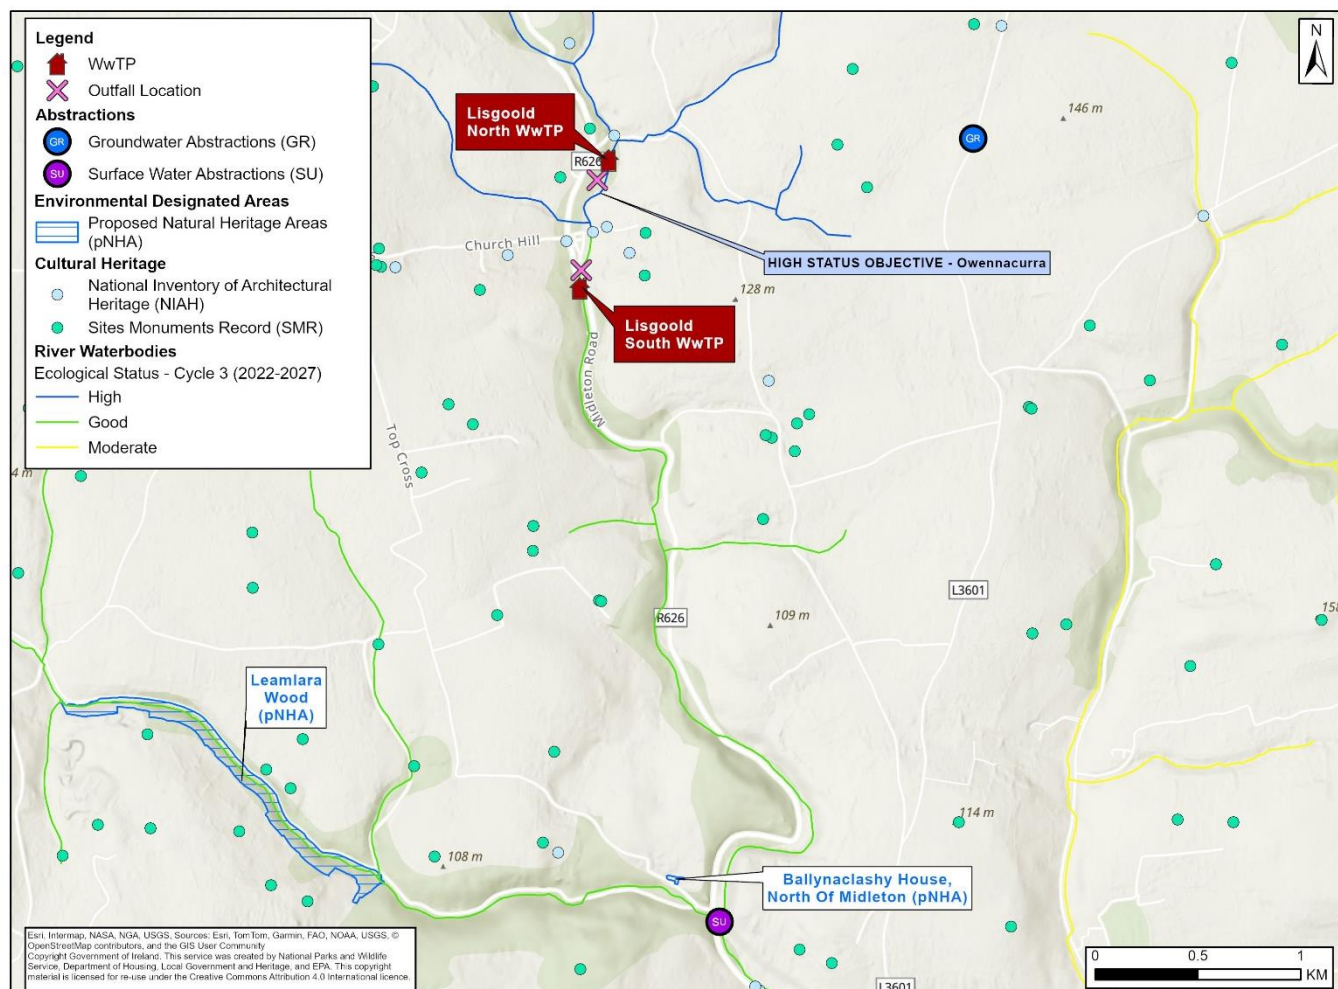 Legend
WwTP
Outfall Location
Abstractions
GR
Groundwater Abstractions (GR)
SU
Surface Water Abstractions (SU)
Environmental Designated Areas
Proposed Natural Heritage Areas
(pNHA)
Cultural Heritage
National Inventory of Architectural
Heritage (NIAH)
Sites Monuments Record (SMR)
River Waterbodies
Ecological Status - Cycle 3 (2022-2027)
High
Good
Moderate
N
Lisgoold
North WwTP
R626
GR
146 m
Church Hill
HIGH STATUS OBJECTIVE - Owennacurra
128 m
Lisgoold
South WwTP
Midleton Road
Top Cross
4 m
L3601
R626
109 m
158
Leamlara
Wood
(pNHA)
114 m
108 m
Ballynaclashy House,
North Of Midleton (pNHA)
SU
L3601
0 0.5 1
KM
Esri, Intermap, NASA, NGA, USGS, Sources: Esri, TomTom, Garmin, FAO, NOAA, USGS, ©
OpenStreetMap contributors, and the GIS User Community
Copyright Government of Ireland. This service was created by National Parks and Wildlife
Service, Department of Housing, Local Government and Heritage, and EPA. This copyright
material is licensed for re-use under the Creative Commons Attribution 4.0 International licence.